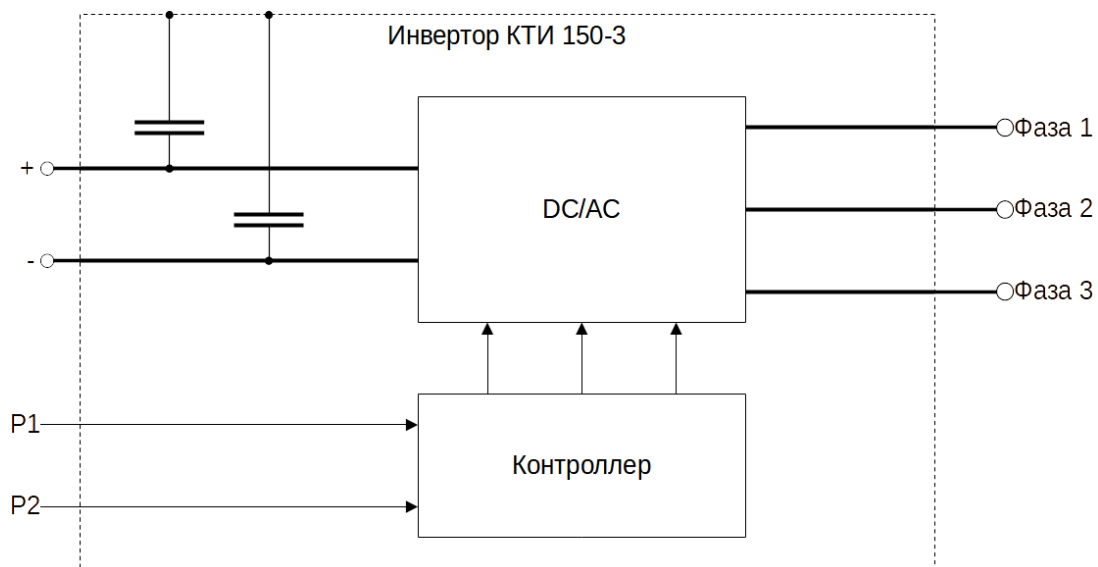 Инвертор КТИ 150-3
Фаза 1
+
DC/AC
Фаза 2
-
Фаза 3
P1
Контроллер
P2